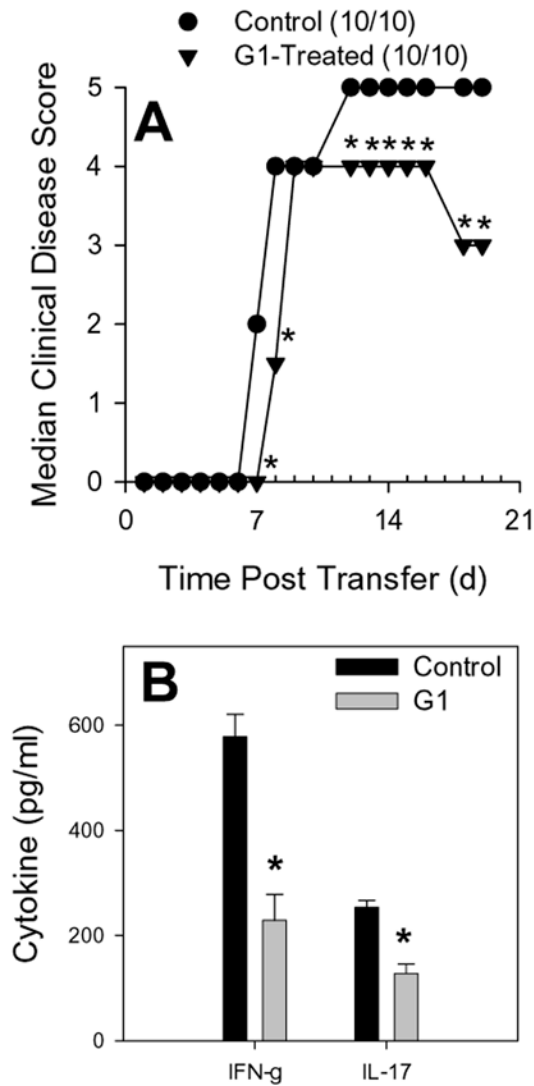 Control (10/10)
G1-Treated (10/10)
A
Median Clinical Disease Score
5
4
3
2
1
0
* * * * *
* *
*
*
0 7 14 21
Time Post Transfer (d)
B
Control
G1
Cytokine (pg/ml)
600
400
200
0
*
*
IFN-g IL-17